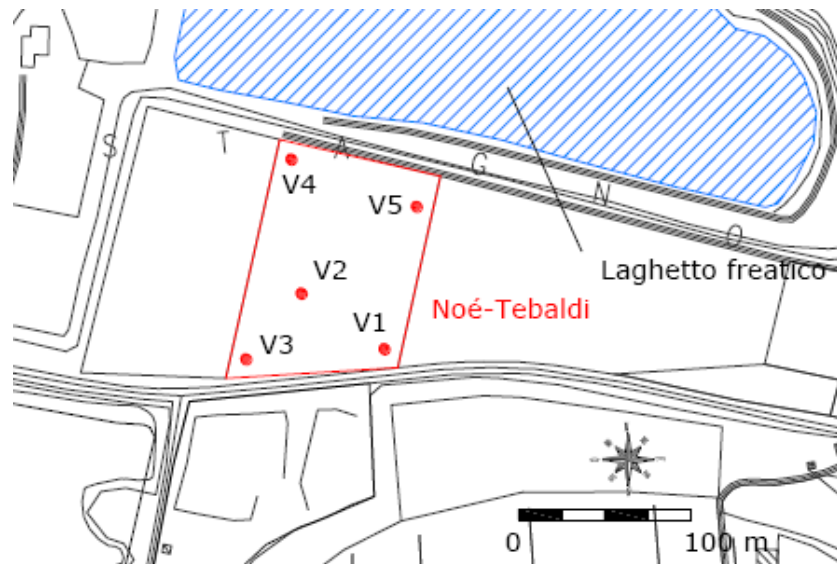 S T A G N O
V4
V5
Laghetto freatico
V2
Noé-Tebaldi
V1
V3
0 100 m